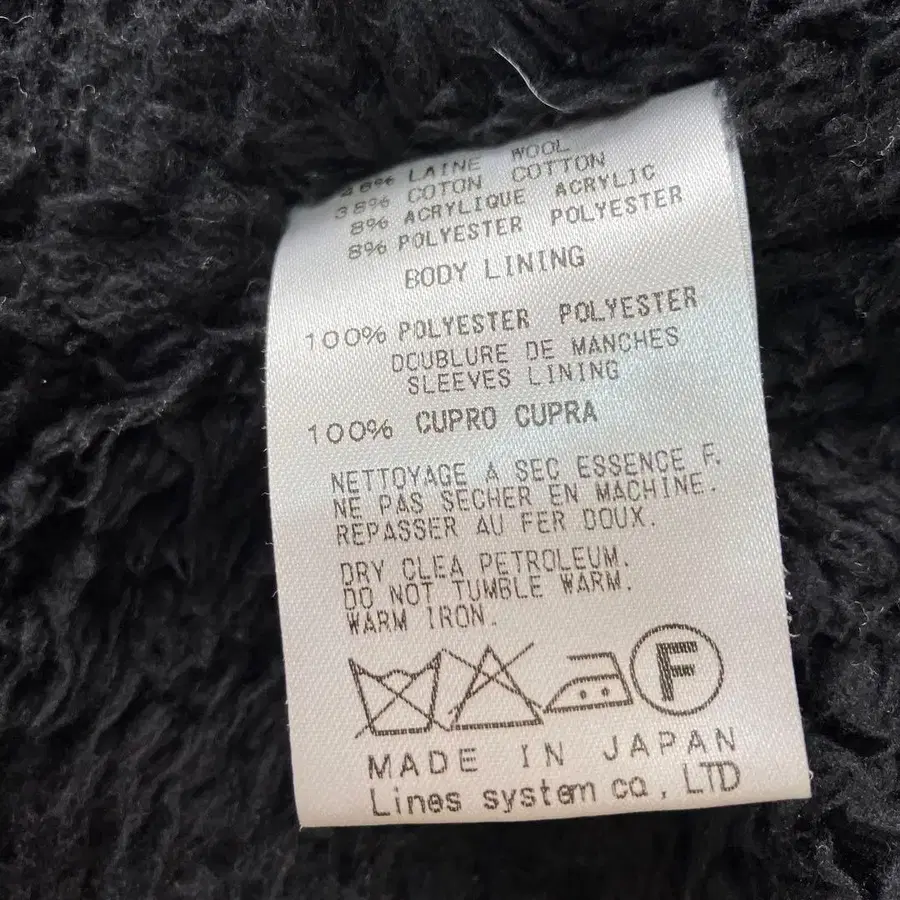 LAINE WOOL
38% COTON COTTON
8% ACRYLIQUE ACRYLIC
8% POLYESTER POLYESTER
BODY LINING
100% POLYESTER POLYESTER
DOUBLURE DE MANCHES
SLEEVES LINING
100% CUPRO CUPRA
NETTOYAGE A SEC ESSENCE F.
NE PAS SECHER EN MACHINE.
REPASSER AU FER DOUX.
DRY CLEA PETROLEUM.
DO NOT TUMBLE WARM.
WARM IRON.
F
MADE IN JAPAN
Lines system co, LTD